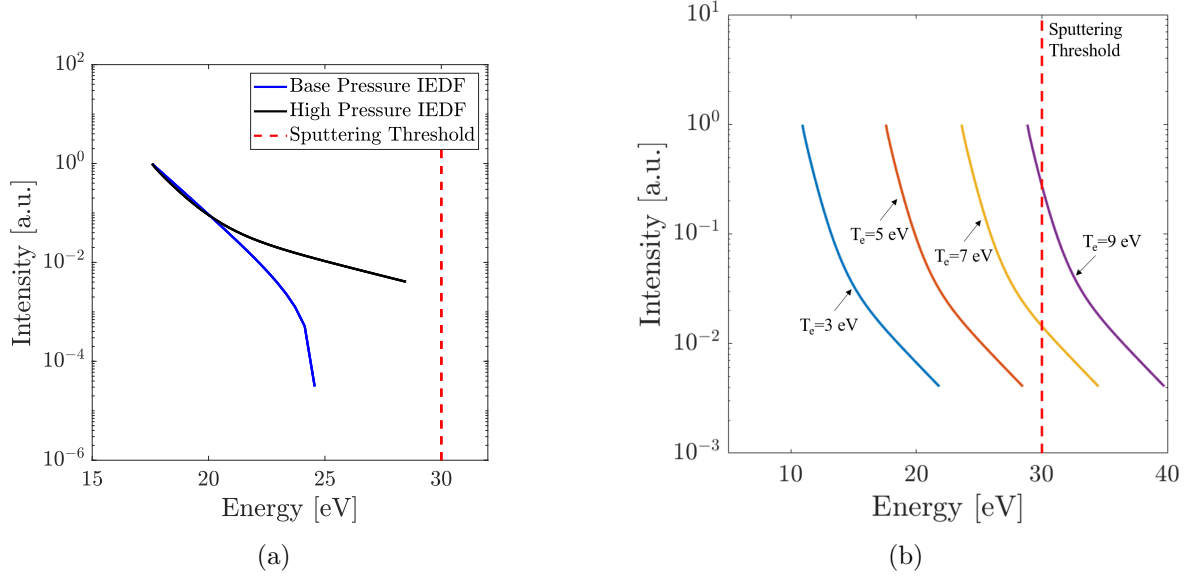 10^2
10^0
10^-2
10^-4
10^-6
Intensity [a.u.]
Base Pressure IEDF
High Pressure IEDF
Sputtering Threshold
15
20
25
30
Energy [eV]
(a)
10^1
10^0
10^-1
10^-2
10^-3
Intensity [a.u.]
Sputtering
Threshold
T_e=5 eV
T_e=7 eV
T_e=9 eV
T_e=3 eV
10
20
30
40
Energy [eV]
(b)